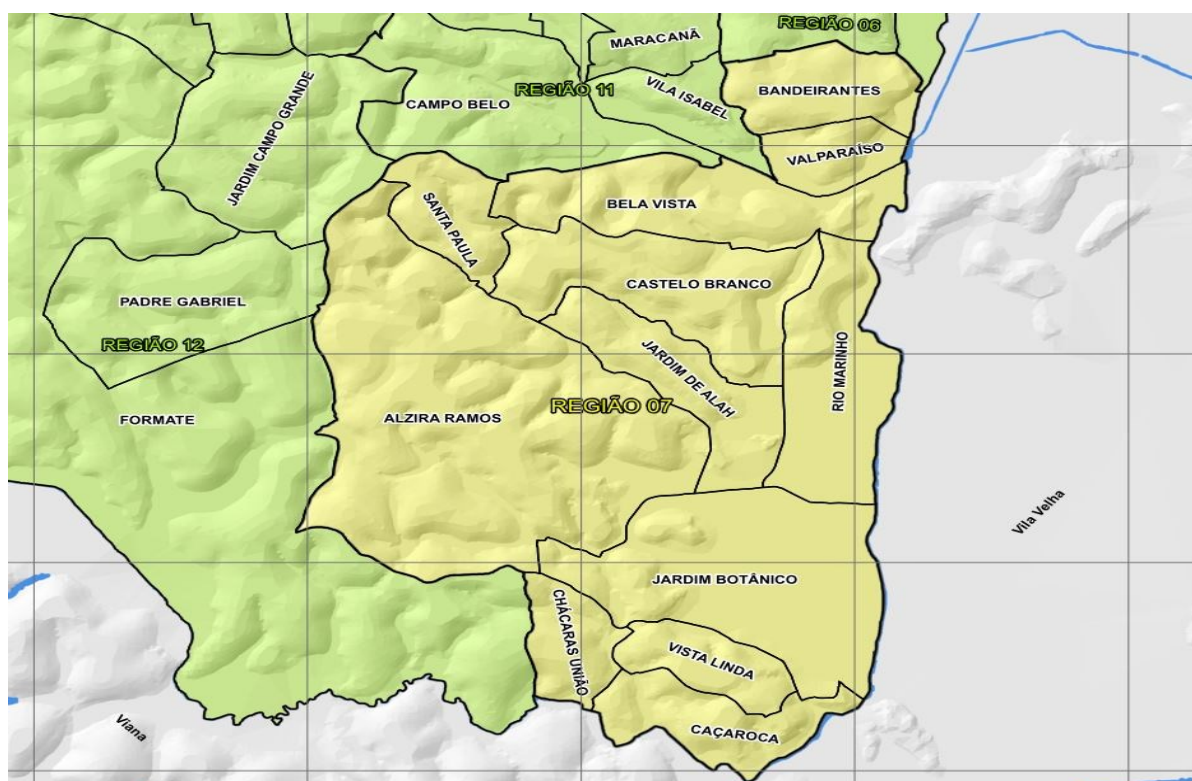 REGIÃO 06
MARACANÃ
JARDIM CAMPO GRANDE
CAMPO BELO
REGIÃO 11
VILA ISABEL
BANDEIRANTES
VALPARAÍSO
SANTA PAULA
BELA VISTA
CASTELO BRANCO
PADRE GABRIEL
REGIÃO 12
JARDIM DE ALAH
RIO MARINHO
FORMATE
ALZIRA RAMOS
REGIÃO 07
Vila Velha
JARDIM BOTÂNICO
CHÁCARAS UNIÃO
VISTA LINDA
Viana
CAÇAROCA